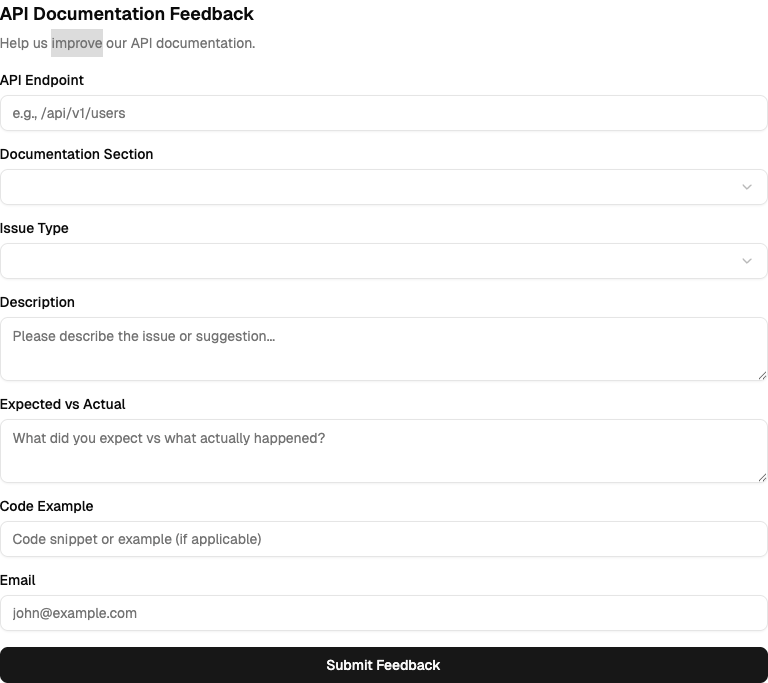 API Documentation Feedback
Help us improve our API documentation.
API Endpoint
e.g., /api/v1/users
Documentation Section
Issue Type
Description
Please describe the issue or suggestion...
Expected vs Actual
What did you expect vs what actually happened?
Code Example
Code snippet or example (if applicable)
Email
john@example.com
Submit Feedback